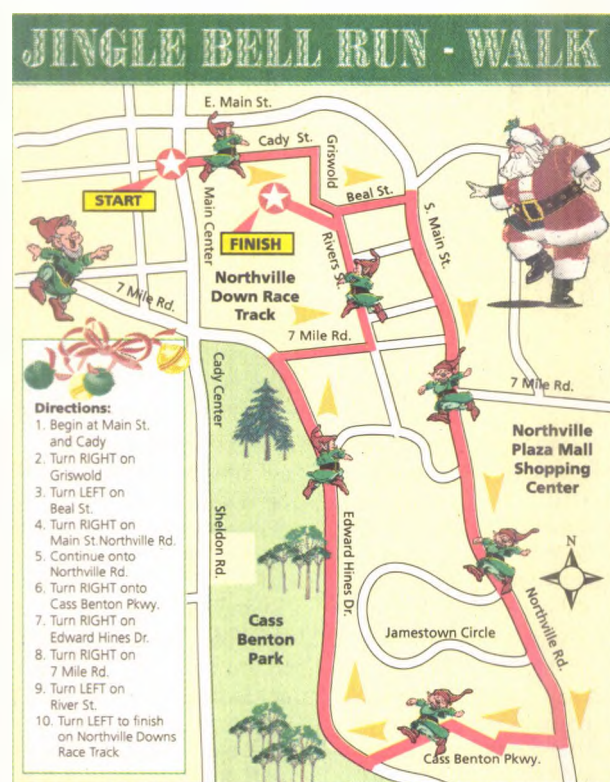 JINGLE BELL RUN - WALK
E. Main St.
Cady St.
Griswold
START
Main Center
Beal St.
S. Main St.
FINISH
Rivers St.
Northville
Down Race
Track
7 Mile Rd.
7 Mile Rd.
7 Mile Rd.
Cady Center
Northville
Plaza Mall
Shopping
Center
Directions:
1. Begin at Main St.
and Cady
2. Turn RIGHT on
Griswold
3. Turn LEFT on
Beal St.
4. Turn RIGHT on
Main St.Northville Rd.
5. Continue onto
Northville Rd.
6. Turn RIGHT onto
Cass Benton Pkwy.
7. Turn RIGHT on
Edward Hines Dr.
8. Turn RIGHT on
7 Mile Rd.
9. Turn LEFT on
River St.
10. Turn LEFT to finish
on Northville Downs
Race Track
Sheldon Rd.
Edward Hines Dr.
N
Cass
Benton
Park
Jamestown Circle
Northville Rd.
Cass Benton Pkwy.